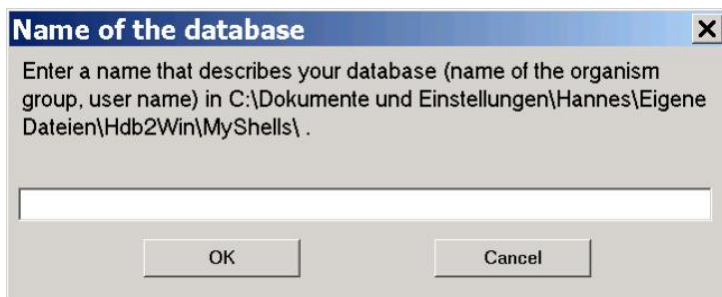 Name of the database
Enter a name that describes your database (name of the organism
group, user name) in C:\Dokumente und Einstellungen\Hannes\Eigene
Dateien\Hdb2Win\MyShells\ .
OK Cancel